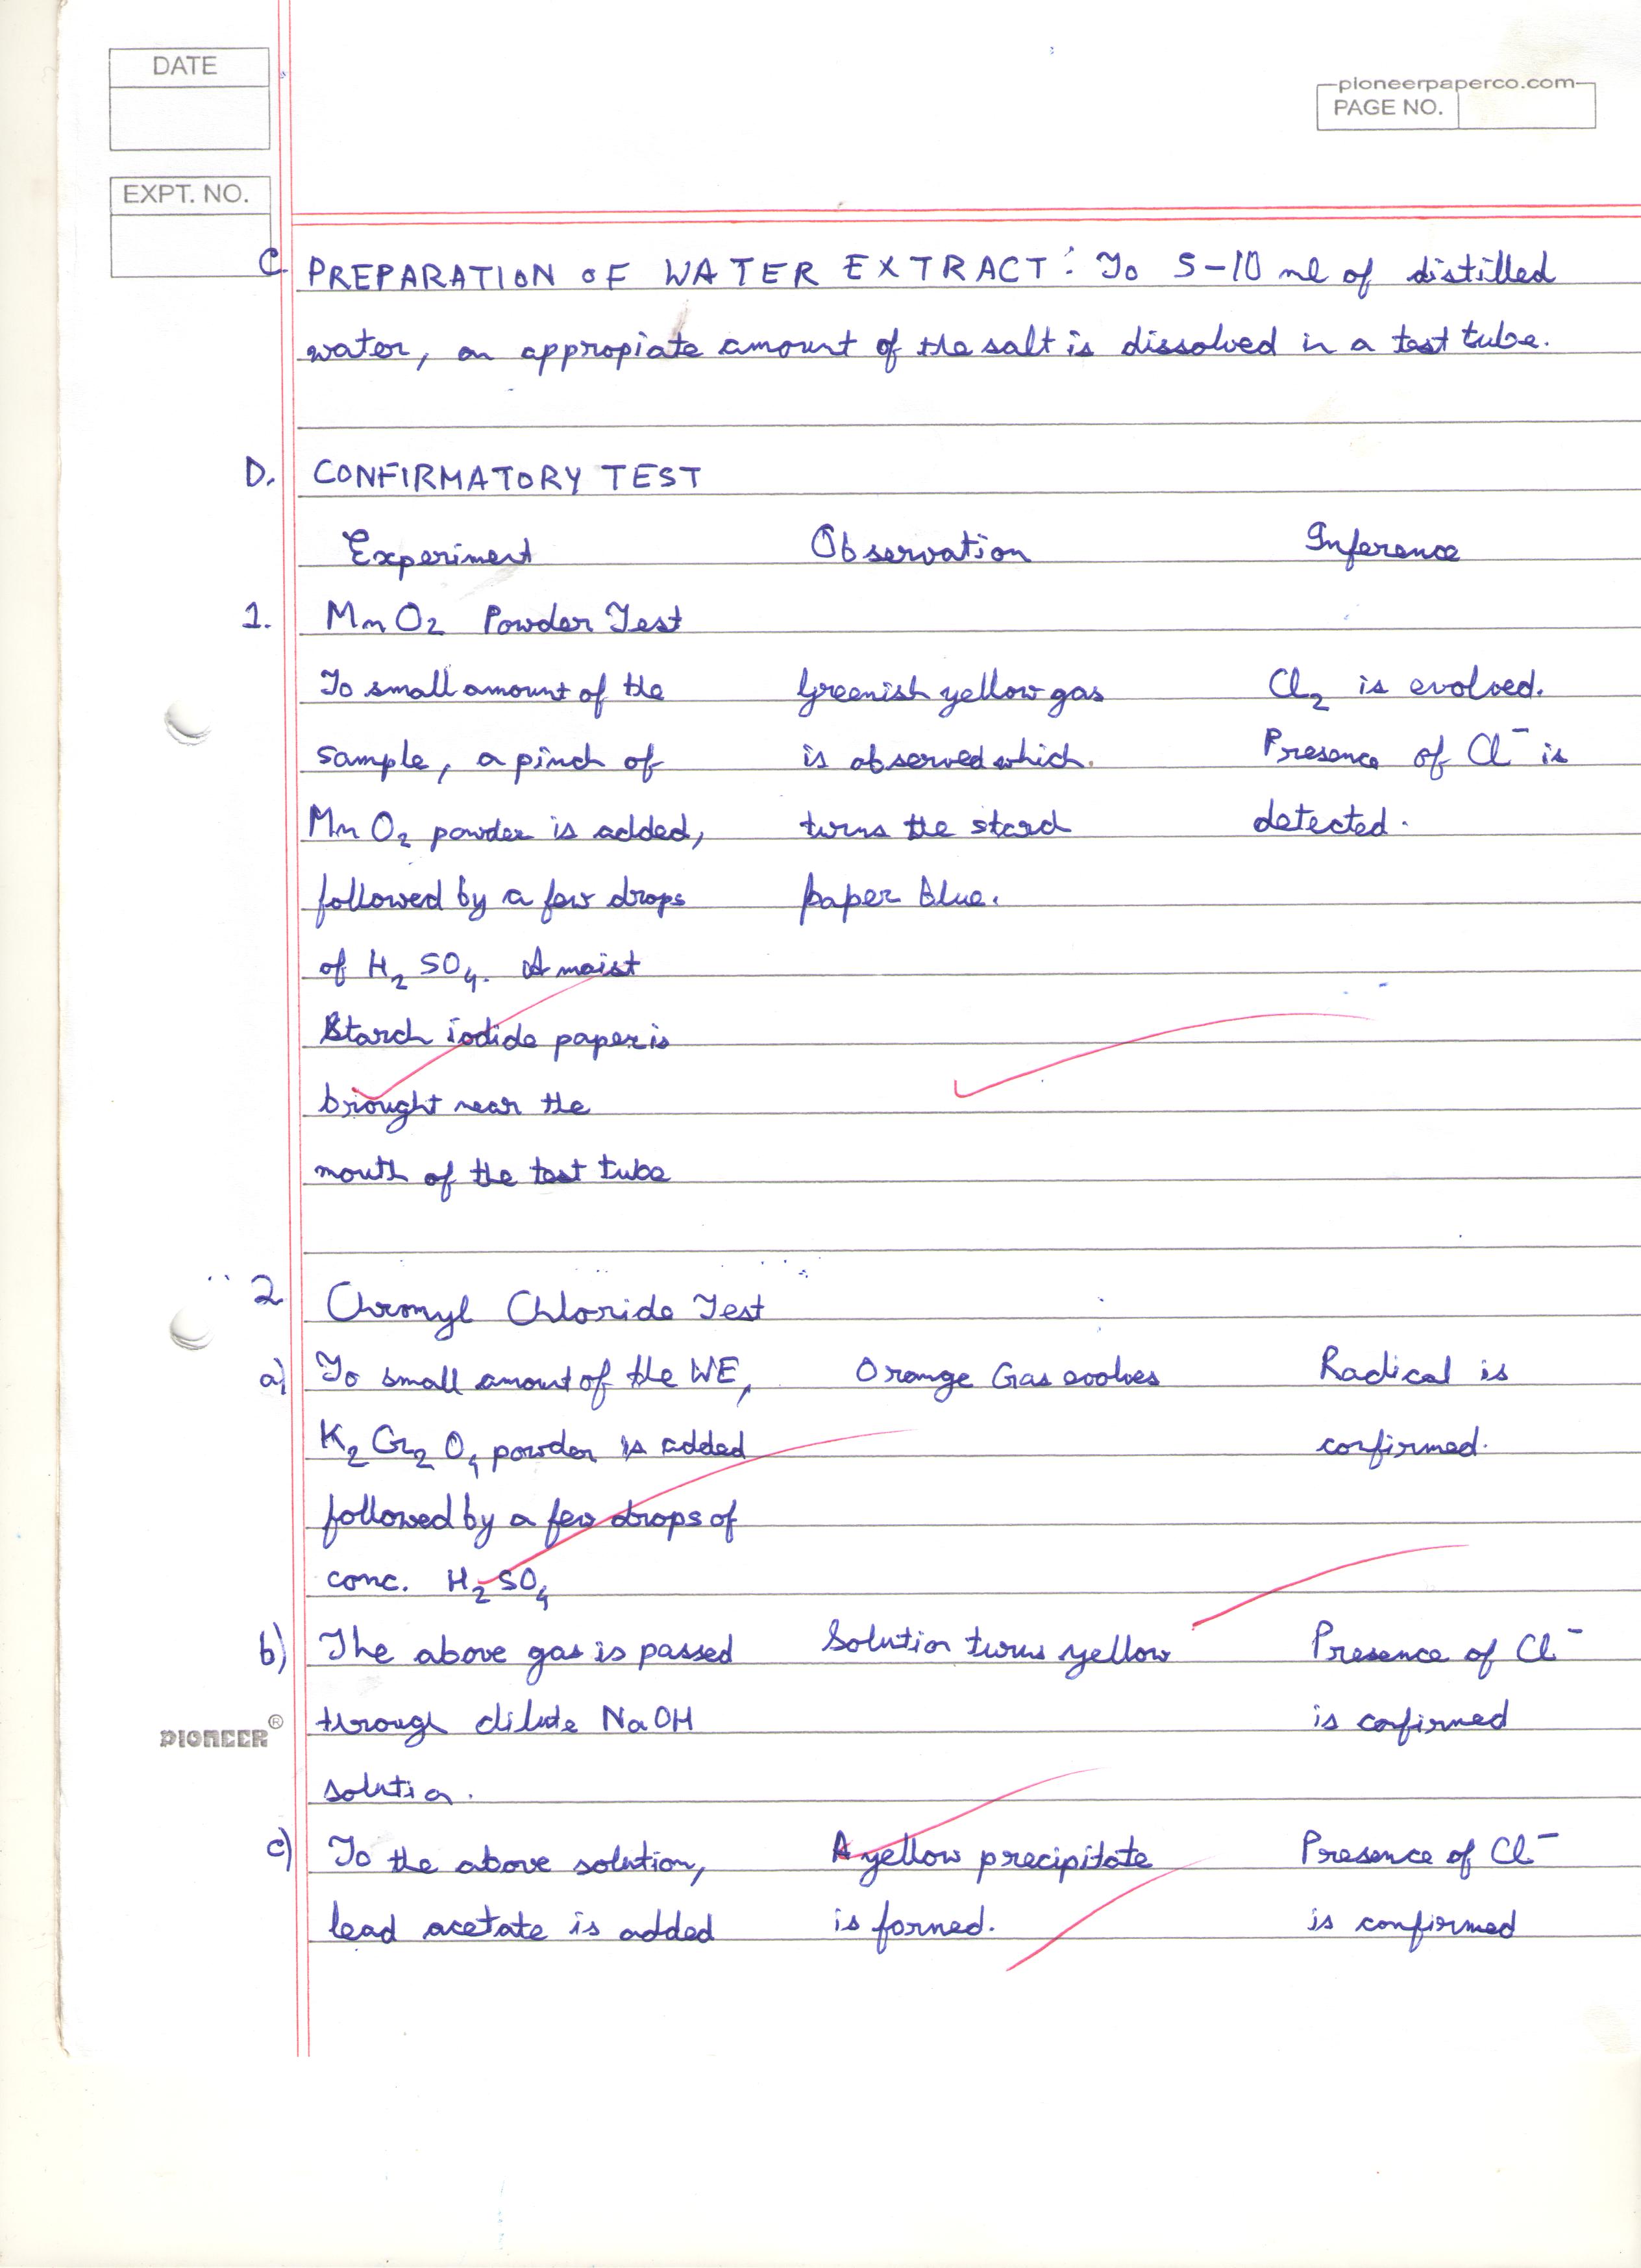 DATE
pioneerpaperco.com
PAGE NO.
EXPT. NO.
C. PREPARATION OF WATER EXTRACT: To 5-10 ml of distilled
water, an appropiate amount of the salt is dissolved in a test tube.
D. CONFIRMATORY TEST
Experiment Observation Inference
1. MnO2 Powder Test
To small amount of the Greenish yellow gas Cl2 is evolved.
sample, a pinch of is observed which. Presence of Cl⁻ is
MnO2 powder is added, turns the starch detected.
followed by a few drops paper blue.
of H2SO4. A moist
Starch iodide paper is
brought near the
mouth of the test tube
2 Chromyl Chloride Test
a) To small amount of the WE, Orange Gas evolves Radical is
K2Cr2O4 powder is added confirmed.
followed by a few drops of
conc. H2SO4
b) The above gas is passed Solution turns yellow Presence of Cl⁻
through dilute NaOH is confirmed
PIONEER®
solution.
c) To the above solution, A yellow precipitate Presence of Cl⁻
lead acetate is added is formed. is confirmed